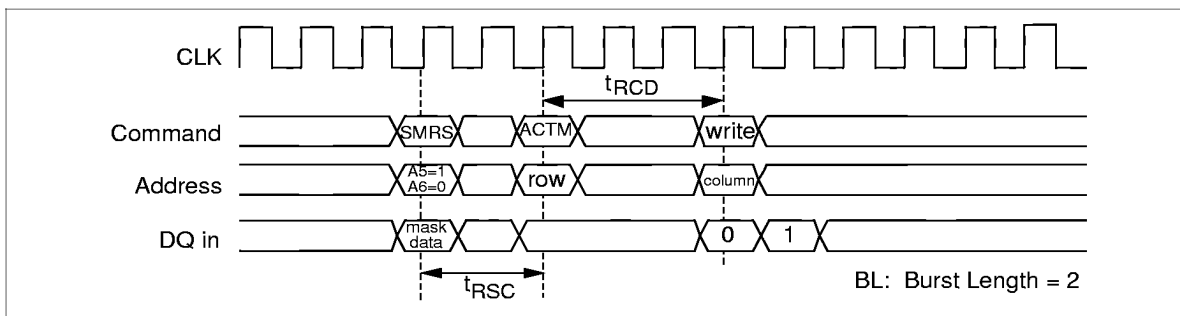 CLK
tRCD
Command SMRS ACTM write
Address A5=1 row column
A6=0
DQ in mask 0 1
data
tRSC
BL: Burst Length = 2